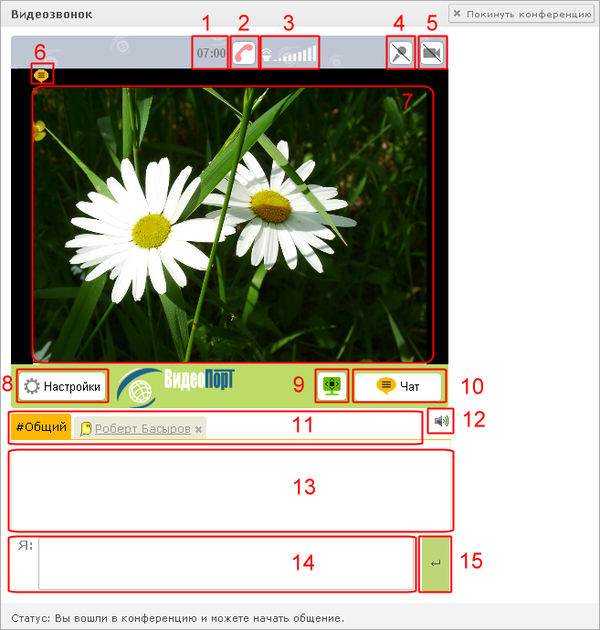 Видеозвонок
× Покинуть конференцию
1 2 3 4 5
6 07:00
7
8 Настройки ВидеоПорт 9 Чат 10
#Общий Роберт Басыров × 11 12
13
Я: 14 15
Статус: Вы вошли в конференцию и можете начать общение.